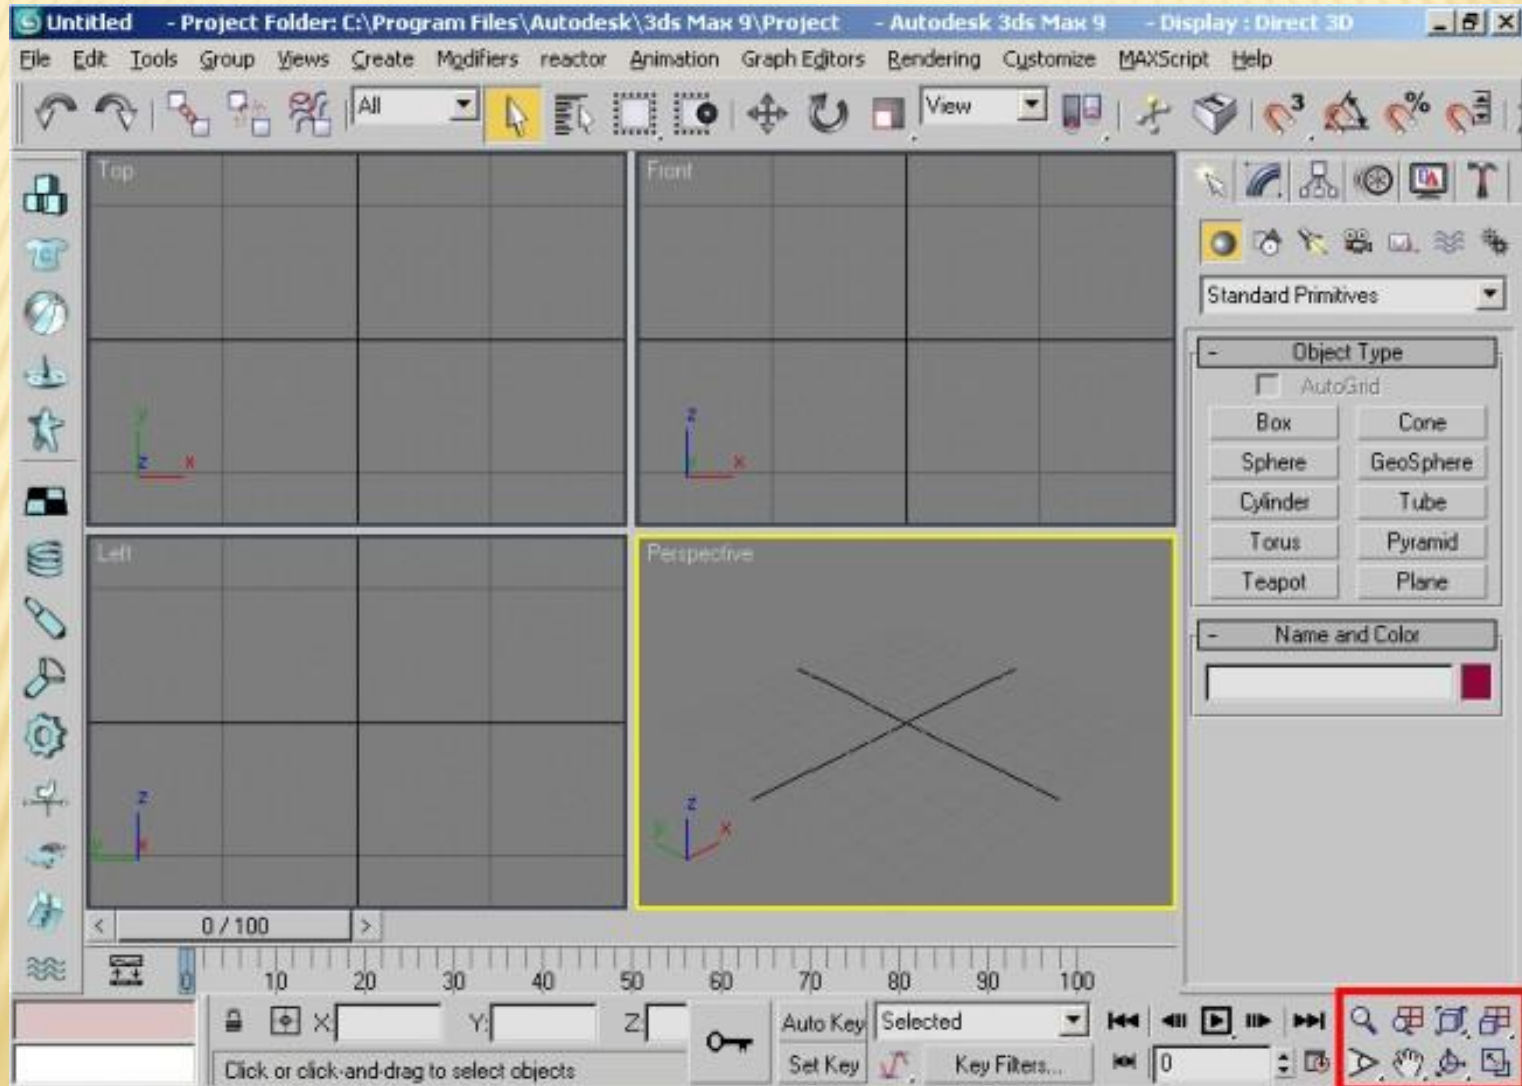 Untitled - Project Folder: C:\Program Files\Autodesk\3ds Max 9\Project - Autodesk 3ds Max 9 - Display : Direct 3D
File Edit Tools Group Views Create Modifiers reactor Animation Graph Editors Rendering Customize MAXScript Help
All View 3 %
Top Front
Standard Primitives
- Object Type
AutoGrid
Box Cone
Sphere GeoSphere
Cylinder Tube
Torus Pyramid
Teapot Plane
- Name and Color
y z x
z y x
Left Perspective
z y x
z y x
< 0 / 100 >
0 10 20 30 40 50 60 70 80 90 100
X: Y: Z: Auto Key Selected
Click or click-and-drag to select objects Set Key Key Filters... 0